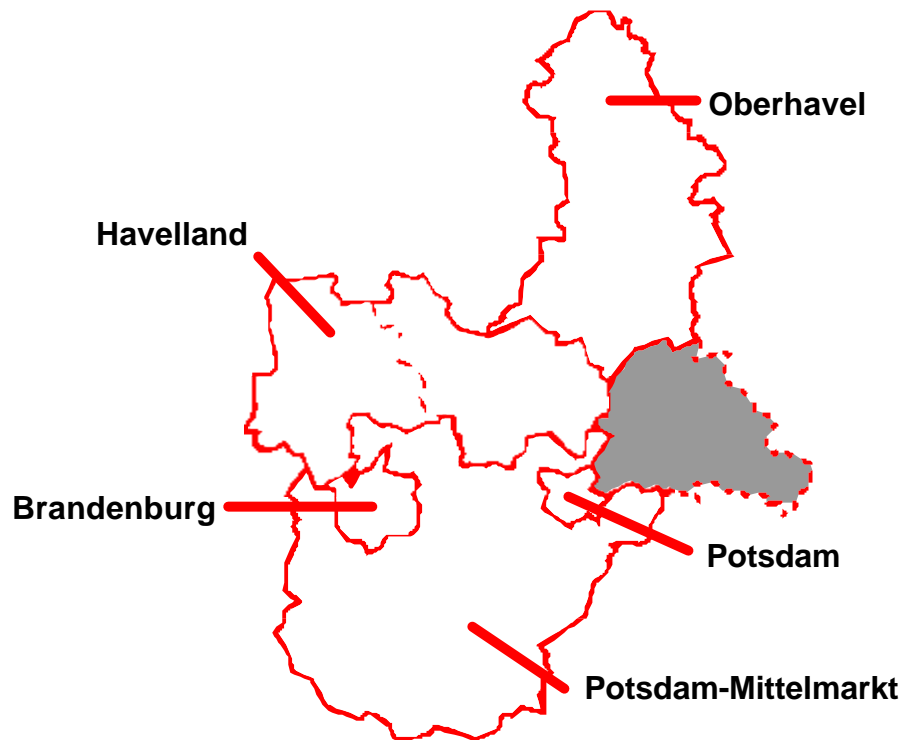 Oberhavel
Havelland
Brandenburg
Potsdam
Potsdam-Mittelmarkt